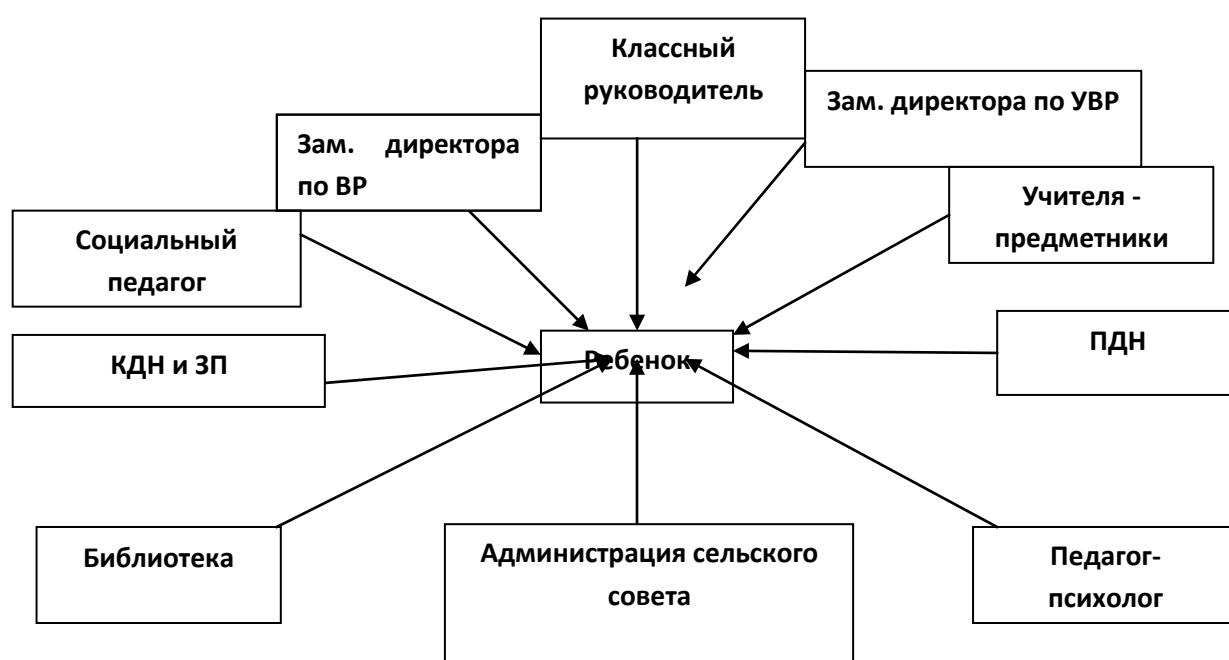 Классный
руководитель
Зам. директора по УВР
Зам. директора
по ВР
Учителя -
предметники
Социальный
педагог
КДН и ЗП
Ребенок
ПДН
Библиотека
Администрация сельского
совета
Педагог-
психолог